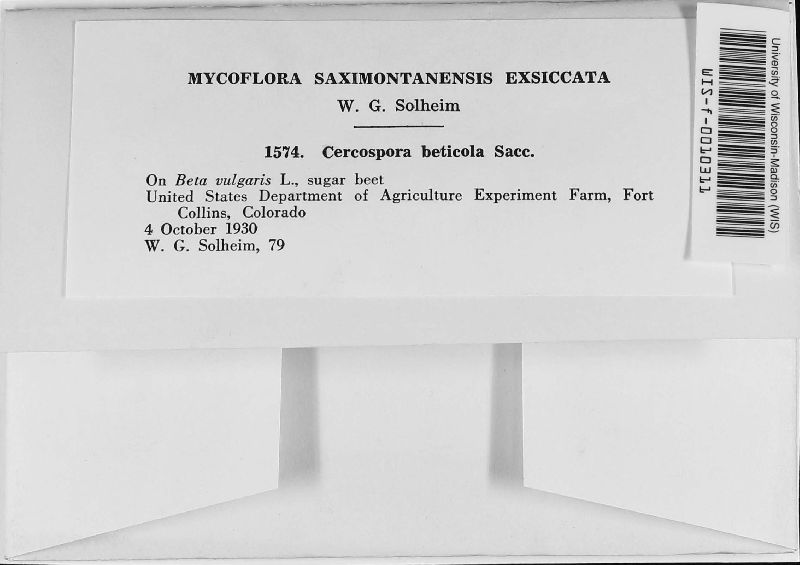 MYCOFLORA SAXIMONTANENSIS EXSICCATA
W. G. Solheim
1574. Cercospora beticola Sacc.
On Beta vulgaris L., sugar beet
United States Department of Agriculture Experiment Farm, Fort
Collins, Colorado
4 October 1930
W. G. Solheim, 79
University of Wisconsin-Madison (WIS)
WIS-f-0010311